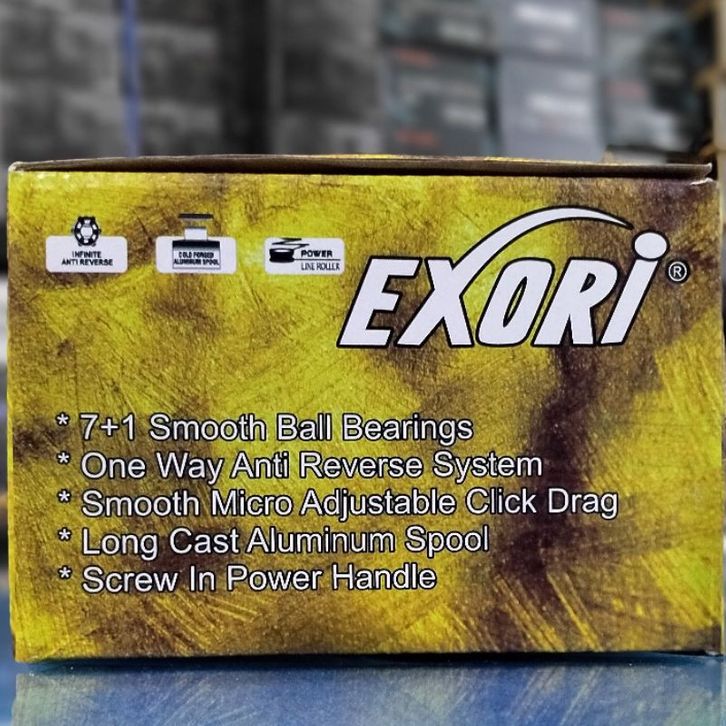 INFINITE
ANTI REVERSE
COLD FORGED
ALUMINUM SPOOL
POWER
LINE ROLLER
EXORI®
* 7+1 Smooth Ball Bearings
* One Way Anti Reverse System
* Smooth Micro Adjustable Click Drag
* Long Cast Aluminum Spool
* Screw In Power Handle